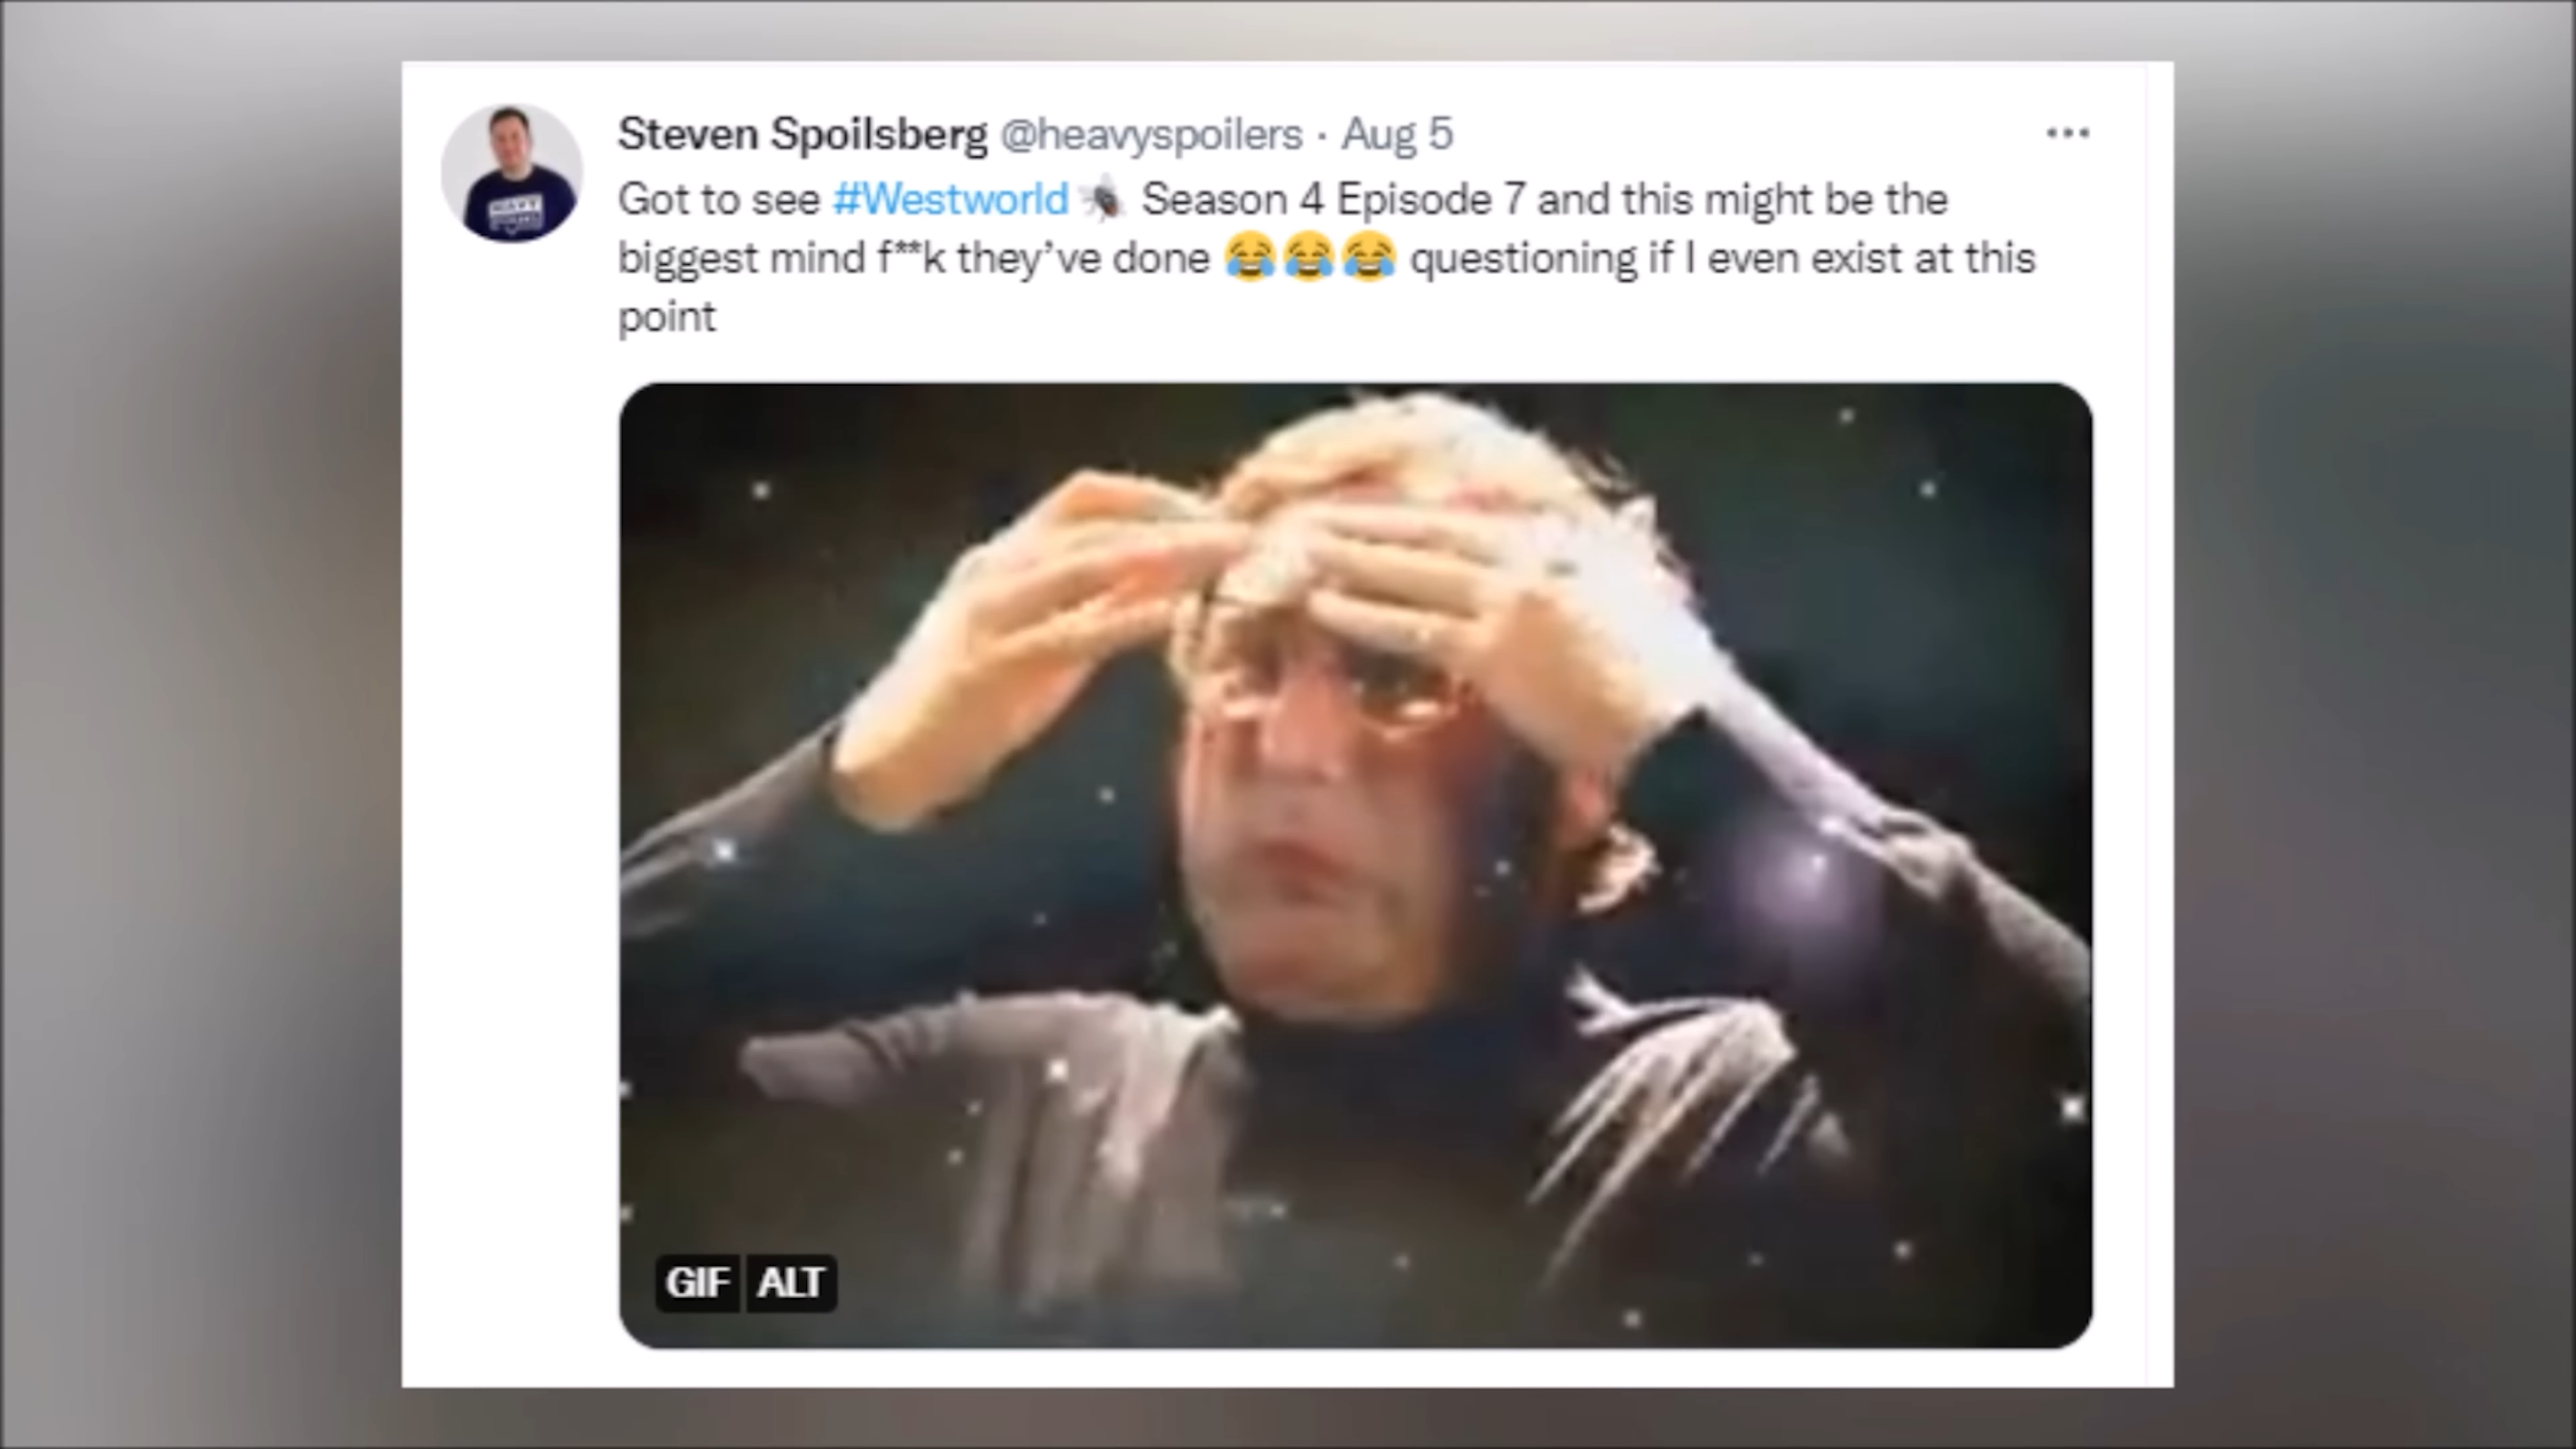 Steven Spoilsberg @heavyspoilers · Aug 5
Got to see #Westworld🪰 Season 4 Episode 7 and this might be the
biggest mind f**k they’ve done 😂😂😂 questioning if I even exist at this
point
GIF ALT